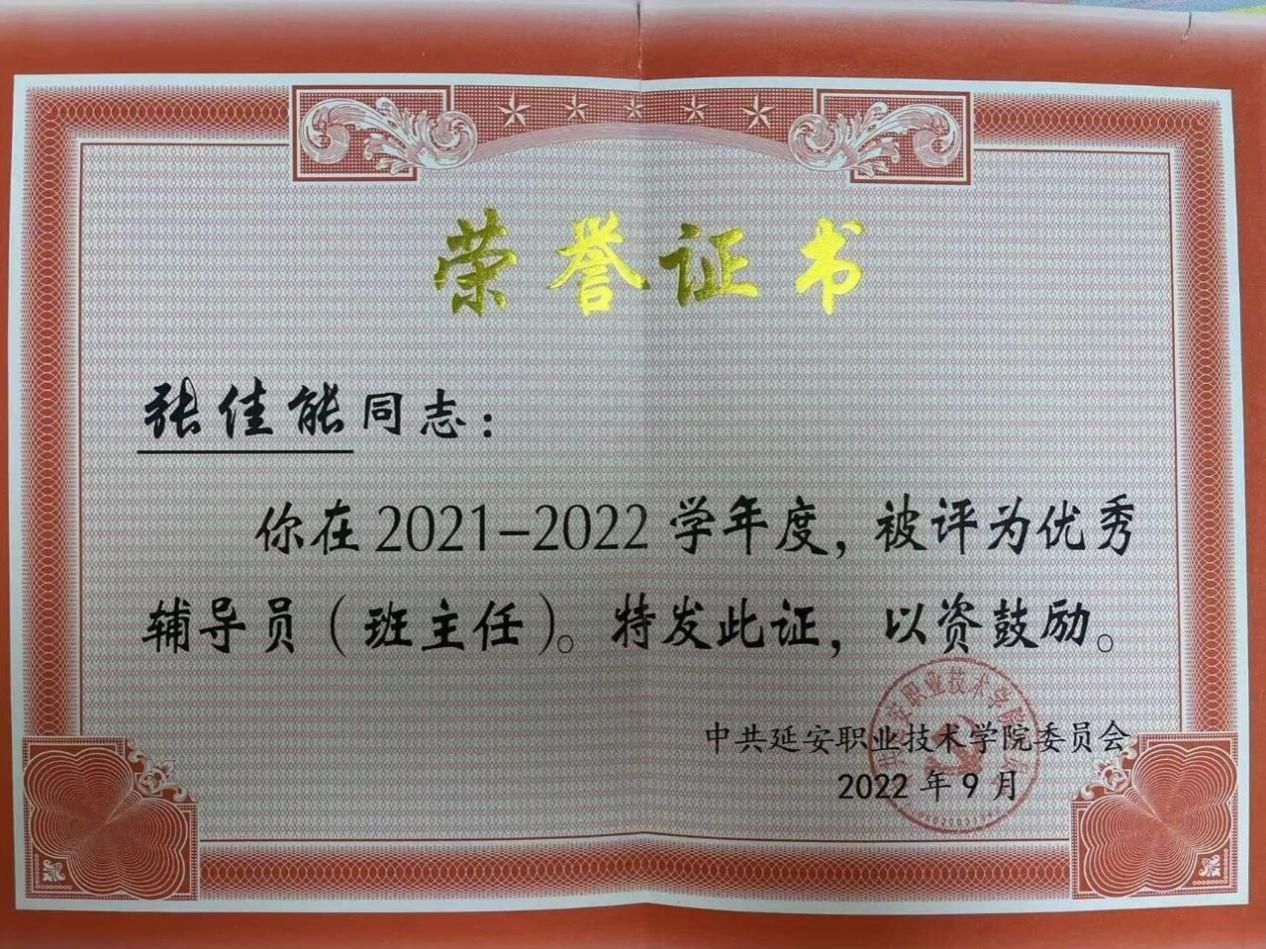 荣誉证书
张佳能同志：
你在2021-2022学年度，被评为优秀
辅导员（班主任）。特发此证，以资鼓励。
中共延安职业技术学院委员会
2022年9月